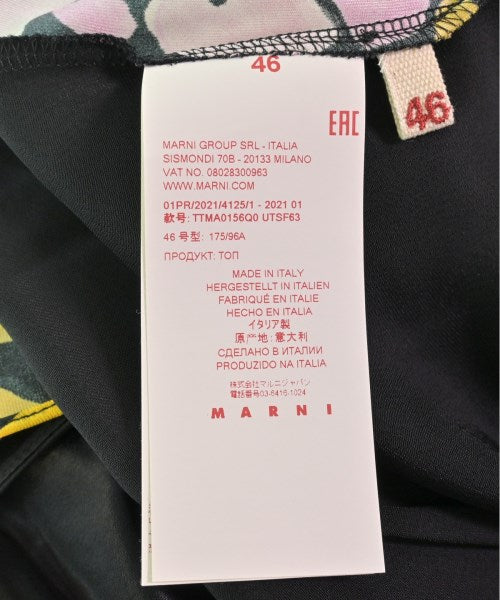 46
46
EAC
MARNI GROUP SRL - ITALIA
SISMONDI 70B - 20133 MILANO
VAT NO. 08028300963
WWW.MARNI.COM
01PR/2021/4125/1 - 2021 01
款号: TTMA0156Q0 UTSF63
46 号型: 175/96A
ПРОДУКТ: ТОП
MADE IN ITALY
HERGESTELLT IN ITALIEN
FABRIQUÉ EN ITALIE
HECHO EN ITALIA
イタリア製
原产地: 意大利
СДЕЛАНО В ИТАЛИИ
PRODUZIDO NA ITALIA
株式会社マルニジャパン
電話番号03-6416-1024
MARNI